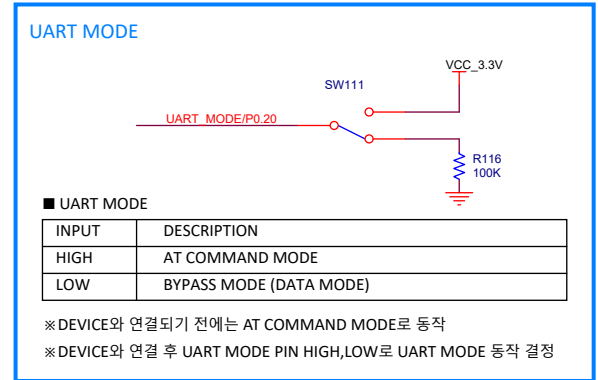 UART MODE
VCC_3.3V
SW111
UART_MODE/P0.20
R116
100K
■ UART MODE
INPUT DESCRIPTION
HIGH AT COMMAND MODE
LOW BYPASS MODE (DATA MODE)
※DEVICE와 연결되기 전에는 AT COMMAND MODE로 동작
※DEVICE와 연결 후 UART MODE PIN HIGH,LOW로 UART MODE 동작 결정